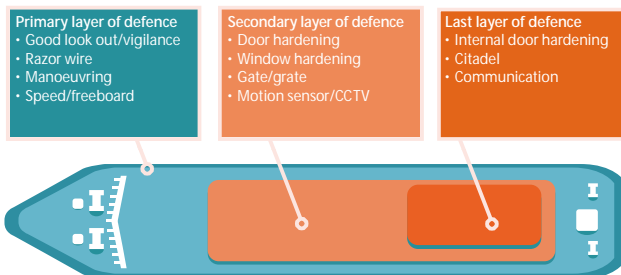 Primary layer of defence
• Good look out/vigilance
• Razor wire
• Manoeuvring
• Speed/freeboard
Secondary layer of defence
• Door hardening
• Window hardening
• Gate/grate
• Motion sensor/CCTV
Last layer of defence
• Internal door hardening
• Citadel
• Communication